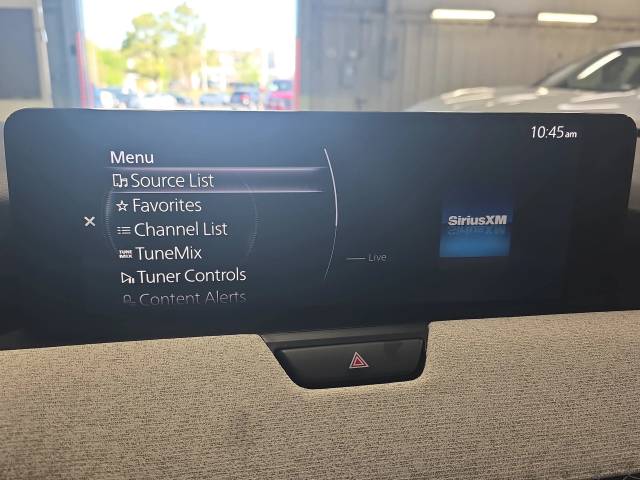 10:45am
Menu
Source List
Favorites
Channel List
TUNE MIX TuneMix
Tuner Controls
Content Alerts
Live
SiriusXM